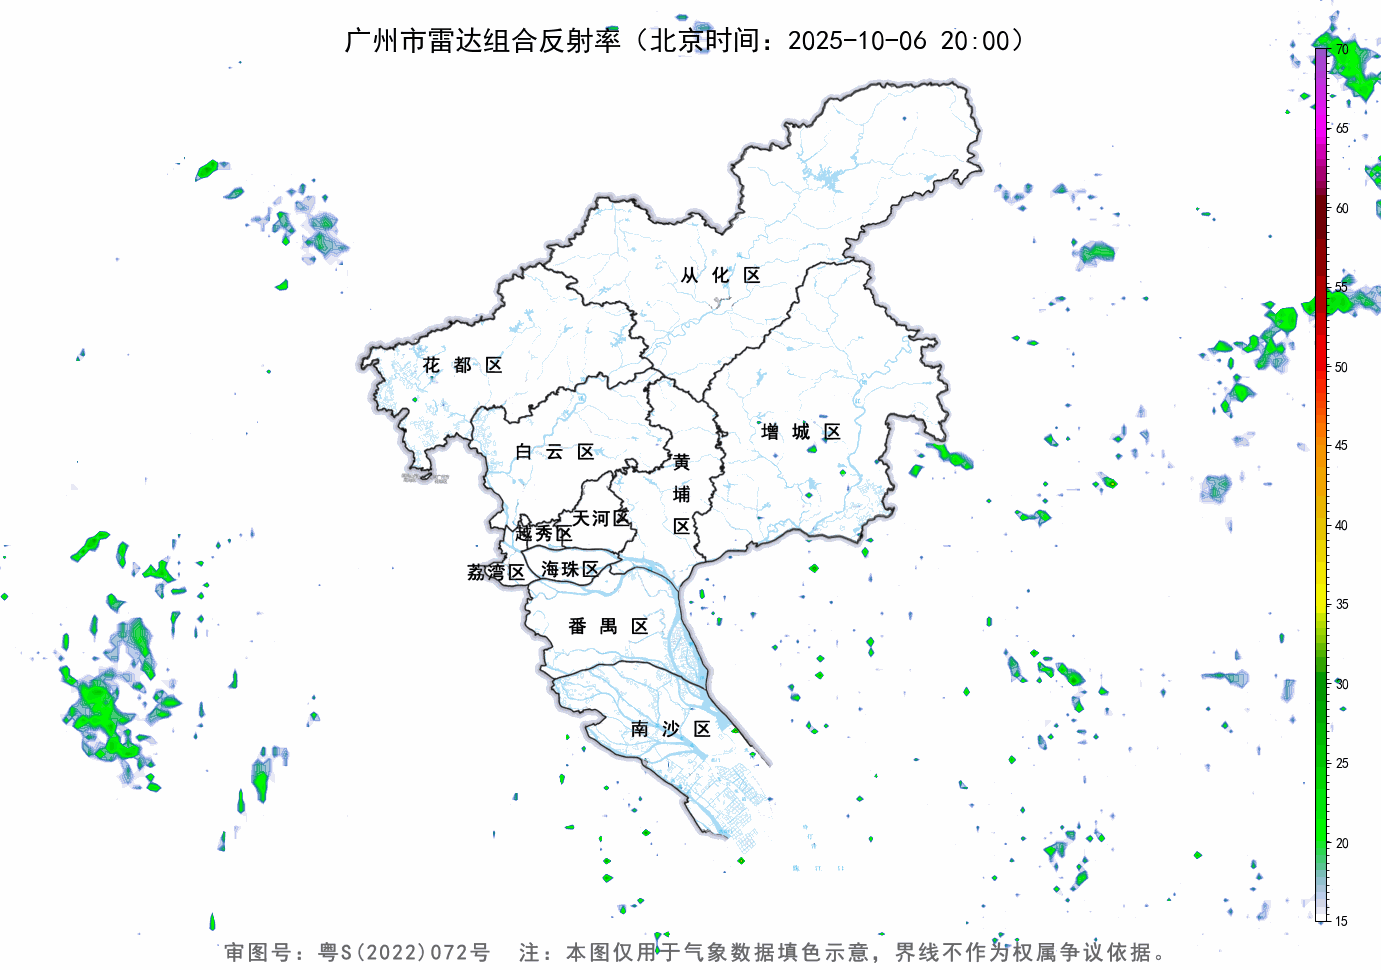 广州市雷达组合反射率（北京时间：2025-10-06 20:00）
70
65
60
55
50
45
40
35
30
25
20
15
从化区
花都区
增城区
白云区
黄埔区
天河区
越秀区
荔湾区
海珠区
番禺区
南沙区
审图号：粤S(2022)072号 注：本图仅用于气象数据填色示意，界线不作为权属争议依据。